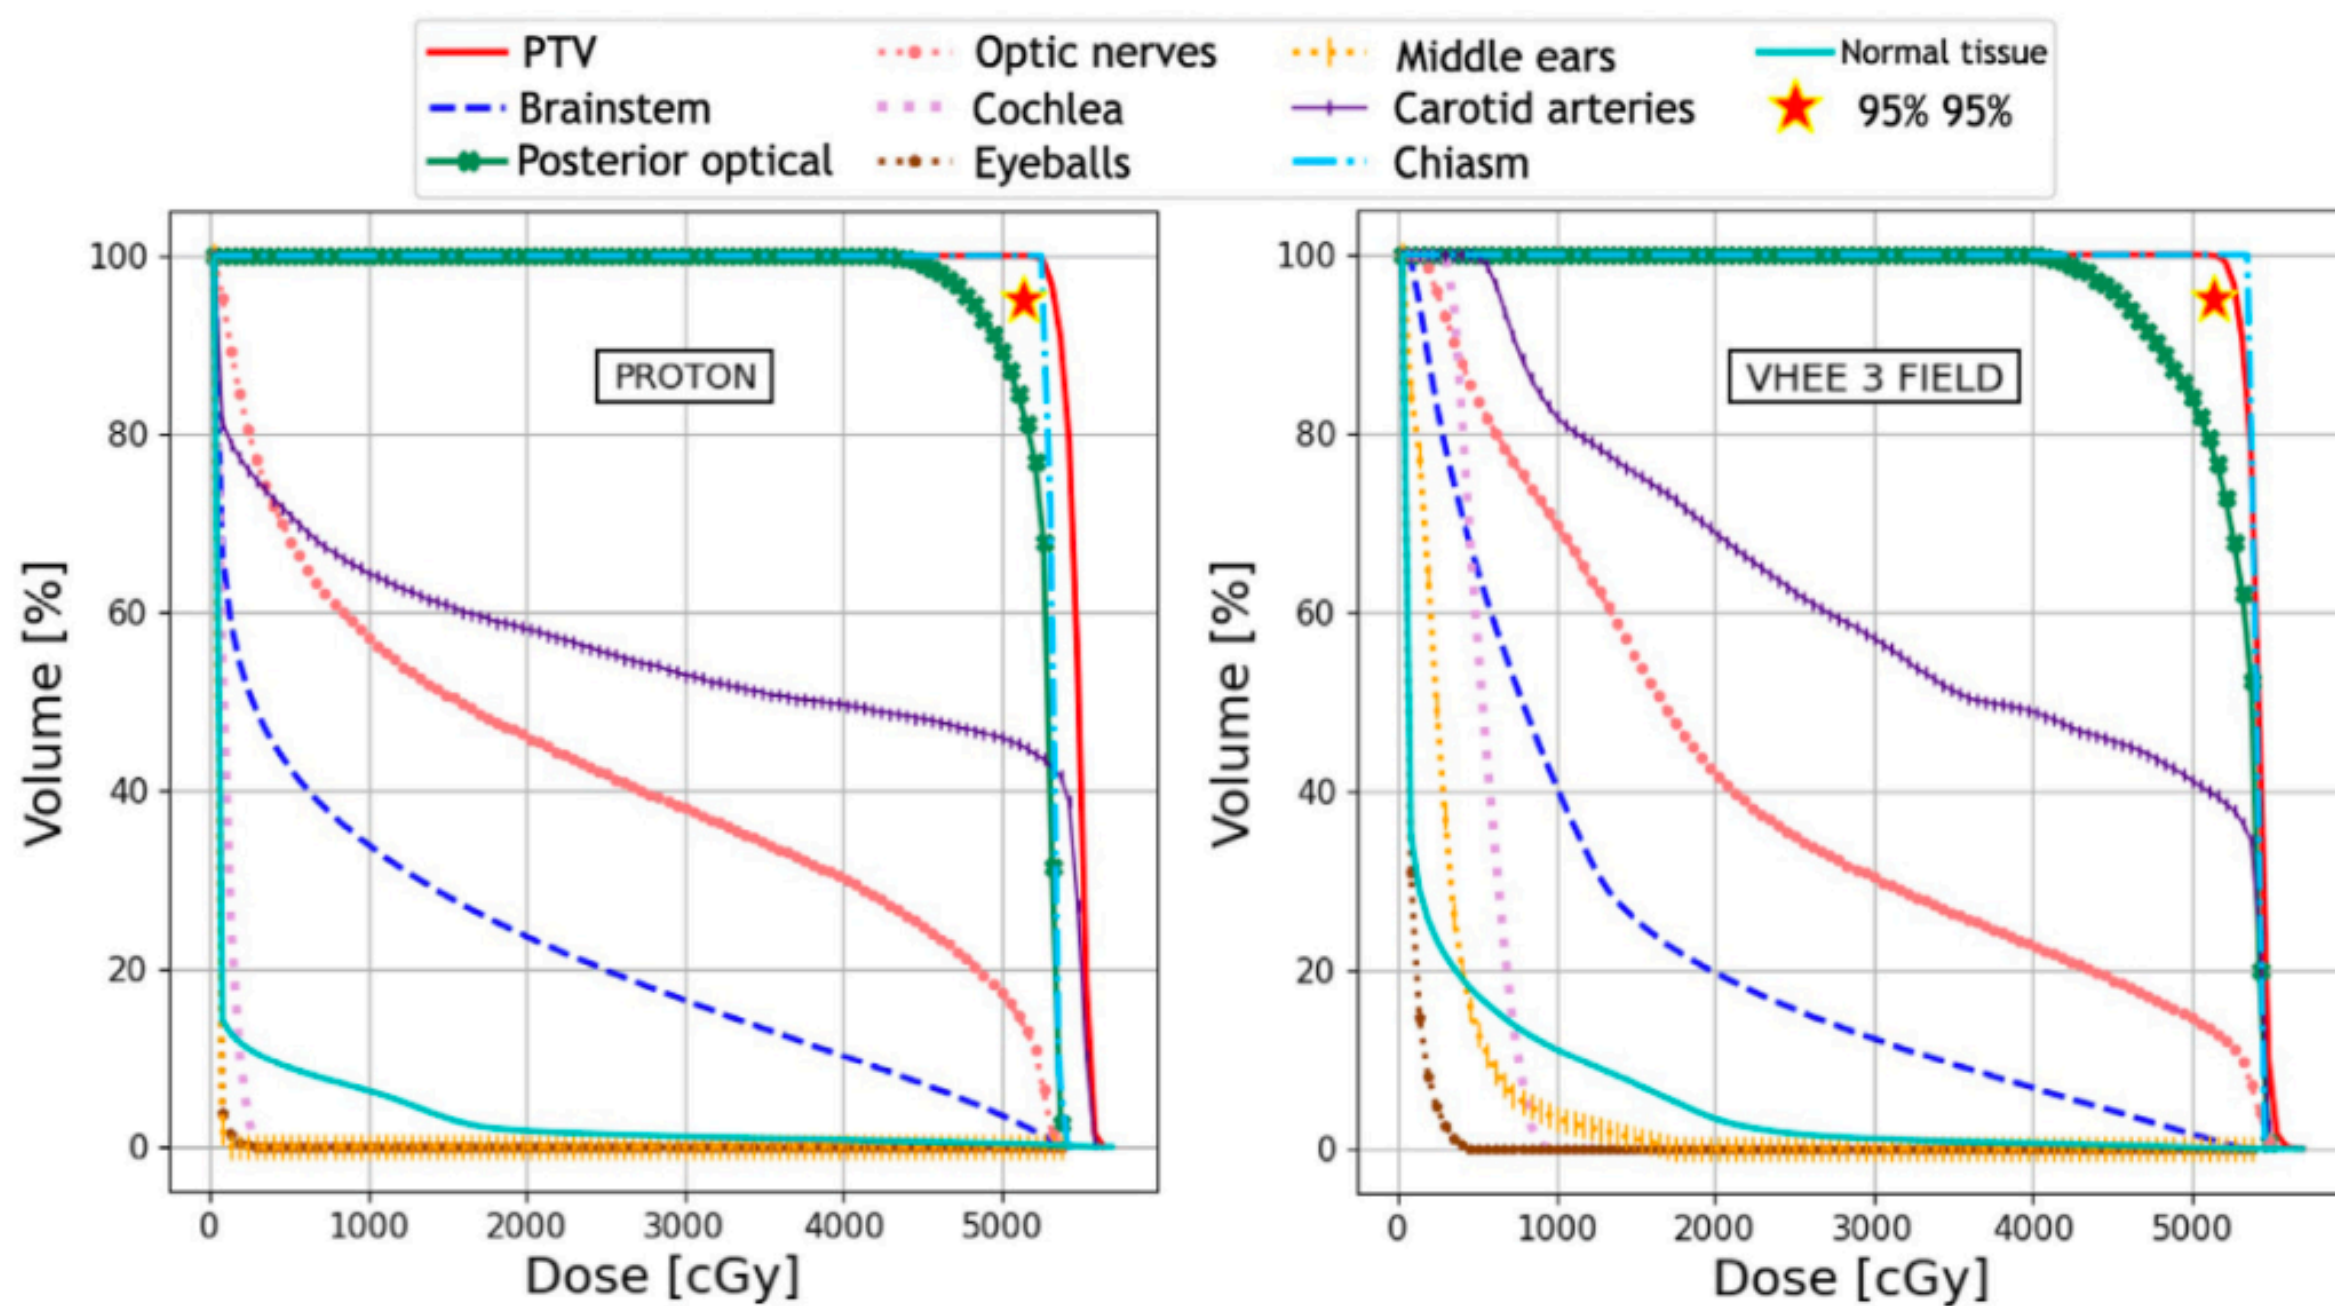 PTV Optic nerves Middle ears Normal tissue
Brainstem Cochlea Carotid arteries 95% 95%
Posterior optical Eyeballs Chiasm
PROTON
Volume [%]
100
80
60
40
20
0
0 1000 2000 3000 4000 5000
Dose [cGy]
VHEE 3 FIELD
Volume [%]
100
80
60
40
20
0
0 1000 2000 3000 4000 5000
Dose [cGy]